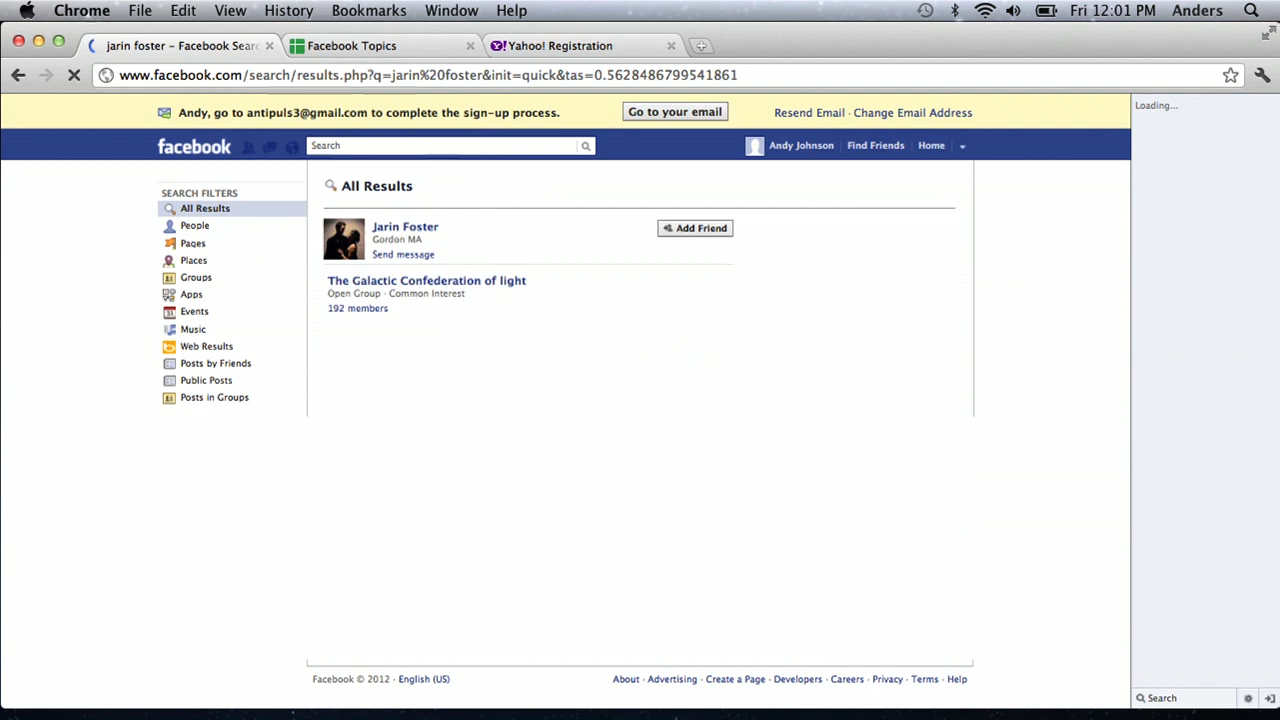 Chrome File Edit View History Bookmarks Window Help Fri 12:01 PM Anders
jarin foster – Facebook Sear Facebook Topics Yahoo! Registration
www.facebook.com/search/results.php?q=jarin%20foster&init=quick&tas=0.5628486799541861
Andy, go to antipuls3@gmail.com to complete the sign-up process. Go to your email Resend Email · Change Email Address
Loading...
facebook Search Andy Johnson Find Friends Home
SEARCH FILTERS
All Results
People
Pages
Places
Groups
Apps
Events
Music
Web Results
Posts by Friends
Public Posts
Posts in Groups
All Results
Jarin Foster
Gordon MA
Send message
Add Friend
The Galactic Confederation of light
Open Group · Common Interest
192 members
Facebook © 2012 · English (US)
About · Advertising · Create a Page · Developers · Careers · Privacy · Terms · Help
Search